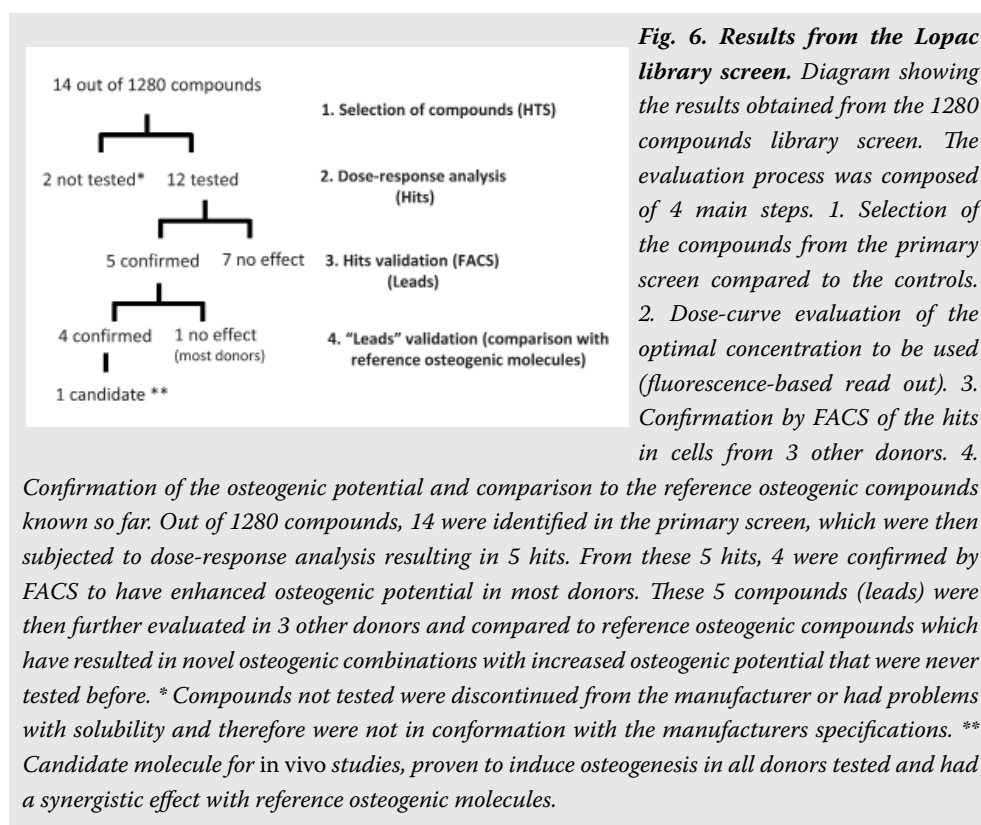 14 out of 1280 compounds
1. Selection of compounds (HTS)
2 not tested* 12 tested
2. Dose-response analysis
(Hits)
5 confirmed 7 no effect
3. Hits validation (FACS)
(Leads)
4 confirmed 1 no effect
(most donors)
4. “Leads” validation (comparison with
reference osteogenic molecules)
1 candidate **
Fig. 6. Results from the Lopac
library screen. Diagram showing
the results obtained from the 1280
compounds library screen. The
evaluation process was composed
of 4 main steps. 1. Selection of
the compounds from the primary
screen compared to the controls.
2. Dose-curve evaluation of the
optimal concentration to be used
(fluorescence-based read out). 3.
Confirmation by FACS of the hits
in cells from 3 other donors. 4.
Confirmation of the osteogenic potential and comparison to the reference osteogenic compounds
known so far. Out of 1280 compounds, 14 were identified in the primary screen, which were then
subjected to dose-response analysis resulting in 5 hits. From these 5 hits, 4 were confirmed by
FACS to have enhanced osteogenic potential in most donors. These 5 compounds (leads) were
then further evaluated in 3 other donors and compared to reference osteogenic compounds which
have resulted in novel osteogenic combinations with increased osteogenic potential that were never
tested before. * Compounds not tested were discontinued from the manufacturer or had problems
with solubility and therefore were not in conformation with the manufacturers specifications. **
Candidate molecule for in vivo studies, proven to induce osteogenesis in all donors tested and had
a synergistic effect with reference osteogenic molecules.